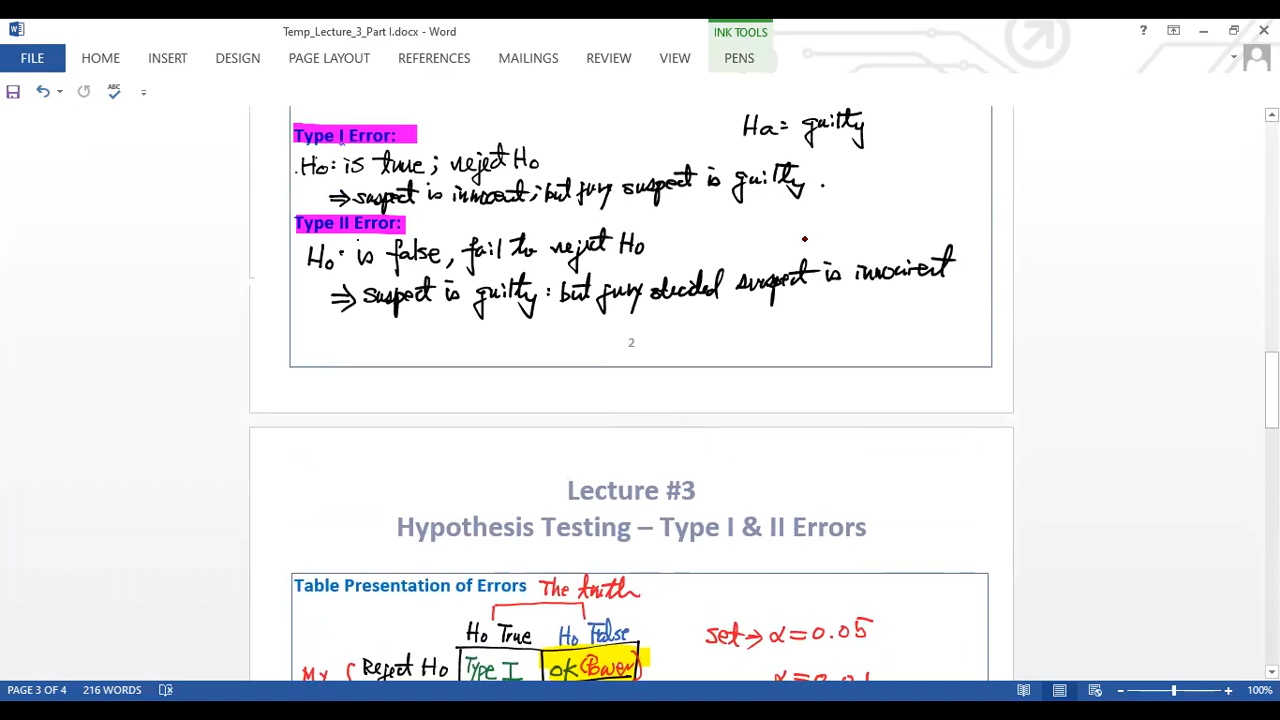 Temp_Lecture_3_Part I.docx - Word
INK TOOLS
?
FILE HOME INSERT DESIGN PAGE LAYOUT REFERENCES MAILINGS REVIEW VIEW PENS
ABC
Ha = guilty
Type I Error:
Ho: is true; reject Ho
⇒ suspect is innocent; but jury suspect is guilty.
Type II Error:
Ho: is false, fail to reject Ho
⇒ suspect is guilty: but jury decided suspect is innocent
2
Lecture #3
Hypothesis Testing – Type I & II Errors
Table Presentation of Errors The truth
Ho True Ho False
set → α = 0.05
My Reject Ho Type I ok (Power)
PAGE 3 OF 4 216 WORDS 100%